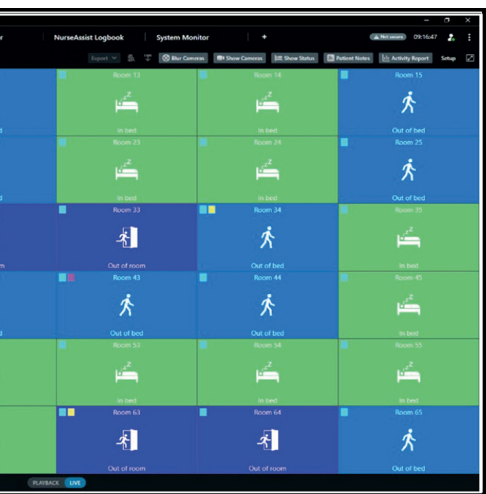 r NurseAssist Logbook System Monitor +
Not secure 09:16:47
Export Blur Cameras Show Cameras Show Status Patient Notes Activity Report Setup
Room 13 Room 14 Room 15
z z
d In bed In bed Out of bed
Room 23 Room 24 Room 25
z z
d In bed In bed Out of bed
Room 33 Room 34 Room 35
z
m Out of room Out of bed In bed
Room 43 Room 44 Room 45
z
d Out of bed Out of bed In bed
Room 53 Room 54 Room 55
z z z
In bed In bed In bed
Room 63 Room 64 Room 65
Out of room Out of room Out of bed
PLAYBACK LIVE